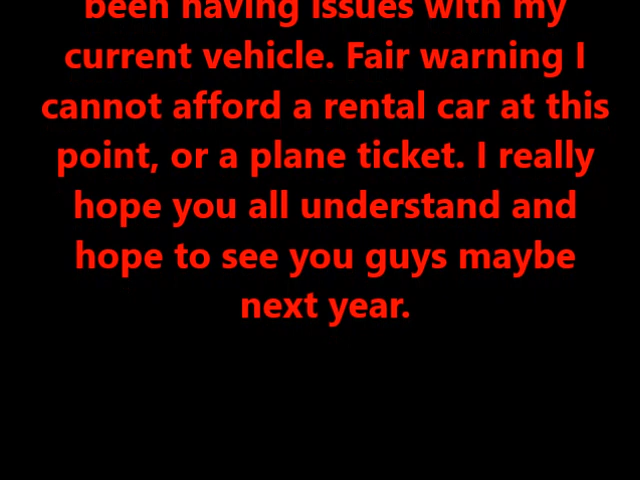 been having issues with my
current vehicle. Fair warning I
cannot afford a rental car at this
point, or a plane ticket. I really
hope you all understand and
hope to see you guys maybe
next year.